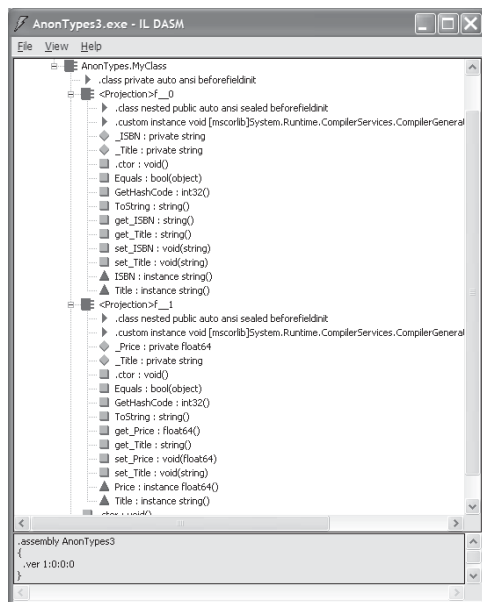 AnonTypes3.exe - IL DASM
File View Help
AnonTypes.MyClass
.class private auto ansi beforefieldinit
<Projection>f__0
.class nested public auto ansi sealed beforefieldinit
.custom instance void [mscorlib]System.Runtime.CompilerServices.CompilerGeneral
_ISBN : private string
_Title : private string
.ctor : void()
Equals : bool(object)
GetHashCode : int32()
ToString : string()
get_ISBN : string()
get_Title : string()
set_ISBN : void(string)
set_Title : void(string)
ISBN : instance string()
Title : instance string()
<Projection>f__1
.class nested public auto ansi sealed beforefieldinit
.custom instance void [mscorlib]System.Runtime.CompilerServices.CompilerGeneral
_Price : private float64
_Title : private string
.ctor : void()
Equals : bool(object)
GetHashCode : int32()
ToString : string()
get_Price : float64()
get_Title : string()
set_Price : void(float64)
set_Title : void(string)
Price : instance float64()
Title : instance string()
.ctor : void()
.assembly AnonTypes3
{
.ver 1:0:0:0
}